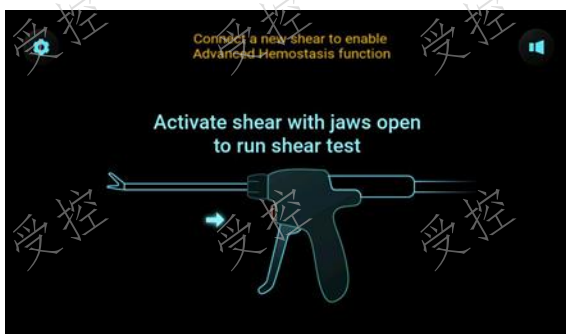 Connect a new shear to enable
Advanced Hemostasis function
Activate shear with jaws open
to run shear test
受控
受控
受控
受控
受控
受控